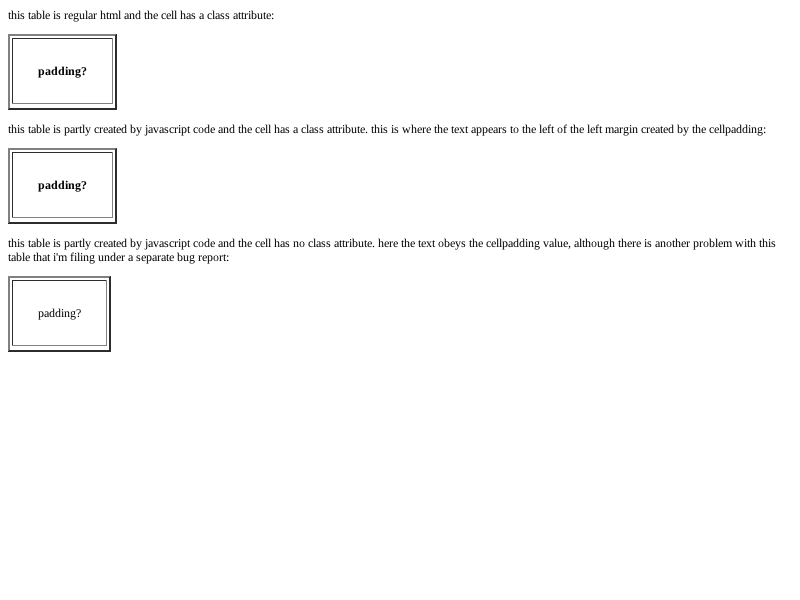 this table is regular html and the cell has a class attribute:
padding?
this table is partly created by javascript code and the cell has a class attribute. this is where the text appears to the left of the left margin created by the cellpadding:
padding?
this table is partly created by javascript code and the cell has no class attribute. here the text obeys the cellpadding value, although there is another problem with this
table that i'm filing under a separate bug report:
padding?